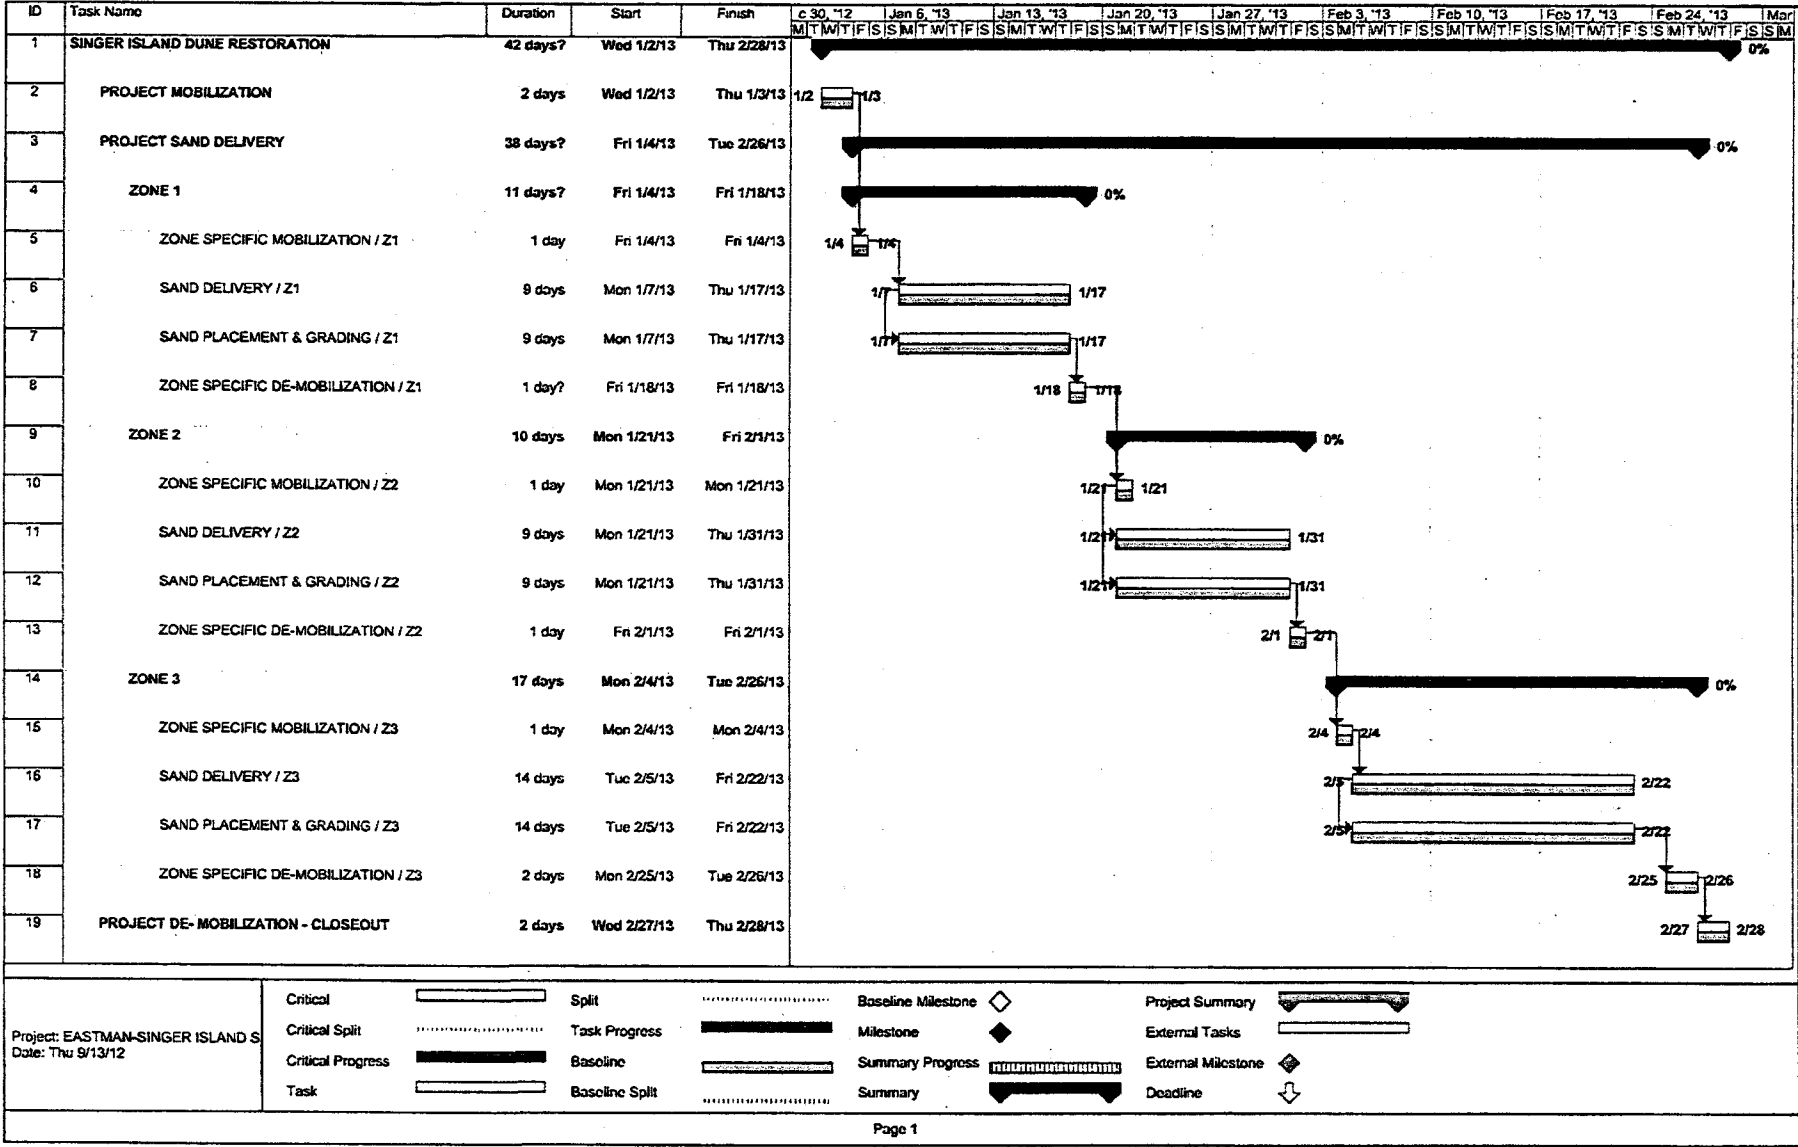 ID Task Name Duration Start Finish c 30, '12 Jan 6, '13 Jan 13, '13 Jan 20, '13 Jan 27, '13 Feb 3, '13 Feb 10, '13 Feb 17, '13 Feb 24, '13 Mar
M T W T F S S M T W T F S S M T W T F S S M T W T F S S M T W T F S S M T W T F S S M T W T F S S M T W T F S S M T W T F S S M
1 SINGER ISLAND DUNE RESTORATION 42 days? Wed 1/2/13 Thu 2/28/13 0%
2 PROJECT MOBILIZATION 2 days Wed 1/2/13 Thu 1/3/13 1/2 1/3
3 PROJECT SAND DELIVERY 38 days? Fri 1/4/13 Tue 2/26/13 0%
4 ZONE 1 11 days? Fri 1/4/13 Fri 1/18/13 0%
5 ZONE SPECIFIC MOBILIZATION / Z1 1 day Fri 1/4/13 Fri 1/4/13 1/4 1/4
6 SAND DELIVERY / Z1 9 days Mon 1/7/13 Thu 1/17/13 1/7 1/17
7 SAND PLACEMENT & GRADING / Z1 9 days Mon 1/7/13 Thu 1/17/13 1/7 1/17
8 ZONE SPECIFIC DE-MOBILIZATION / Z1 1 day? Fri 1/18/13 Fri 1/18/13 1/18 1/18
9 ZONE 2 10 days Mon 1/21/13 Fri 2/1/13 0%
10 ZONE SPECIFIC MOBILIZATION / Z2 1 day Mon 1/21/13 Mon 1/21/13 1/21 1/21
11 SAND DELIVERY / Z2 9 days Mon 1/21/13 Thu 1/31/13 1/21 1/31
12 SAND PLACEMENT & GRADING / Z2 9 days Mon 1/21/13 Thu 1/31/13 1/21 1/31
13 ZONE SPECIFIC DE-MOBILIZATION / Z2 1 day Fri 2/1/13 Fri 2/1/13 2/1 2/1
14 ZONE 3 17 days Mon 2/4/13 Tue 2/26/13 0%
15 ZONE SPECIFIC MOBILIZATION / Z3 1 day Mon 2/4/13 Mon 2/4/13 2/4 2/4
16 SAND DELIVERY / Z3 14 days Tue 2/5/13 Fri 2/22/13 2/5 2/22
17 SAND PLACEMENT & GRADING / Z3 14 days Tue 2/5/13 Fri 2/22/13 2/5 2/22
18 ZONE SPECIFIC DE-MOBILIZATION / Z3 2 days Mon 2/25/13 Tue 2/26/13 2/25 2/26
19 PROJECT DE- MOBILIZATION - CLOSEOUT 2 days Wed 2/27/13 Thu 2/28/13 2/27 2/28
Project: EASTMAN-SINGER ISLAND S
Date: Thu 9/13/12
Critical Split Baseline Milestone Project Summary
Critical Split Task Progress Milestone External Tasks
Critical Progress Baseline Summary Progress External Milestone
Task Baseline Split Summary Deadline
Page 1